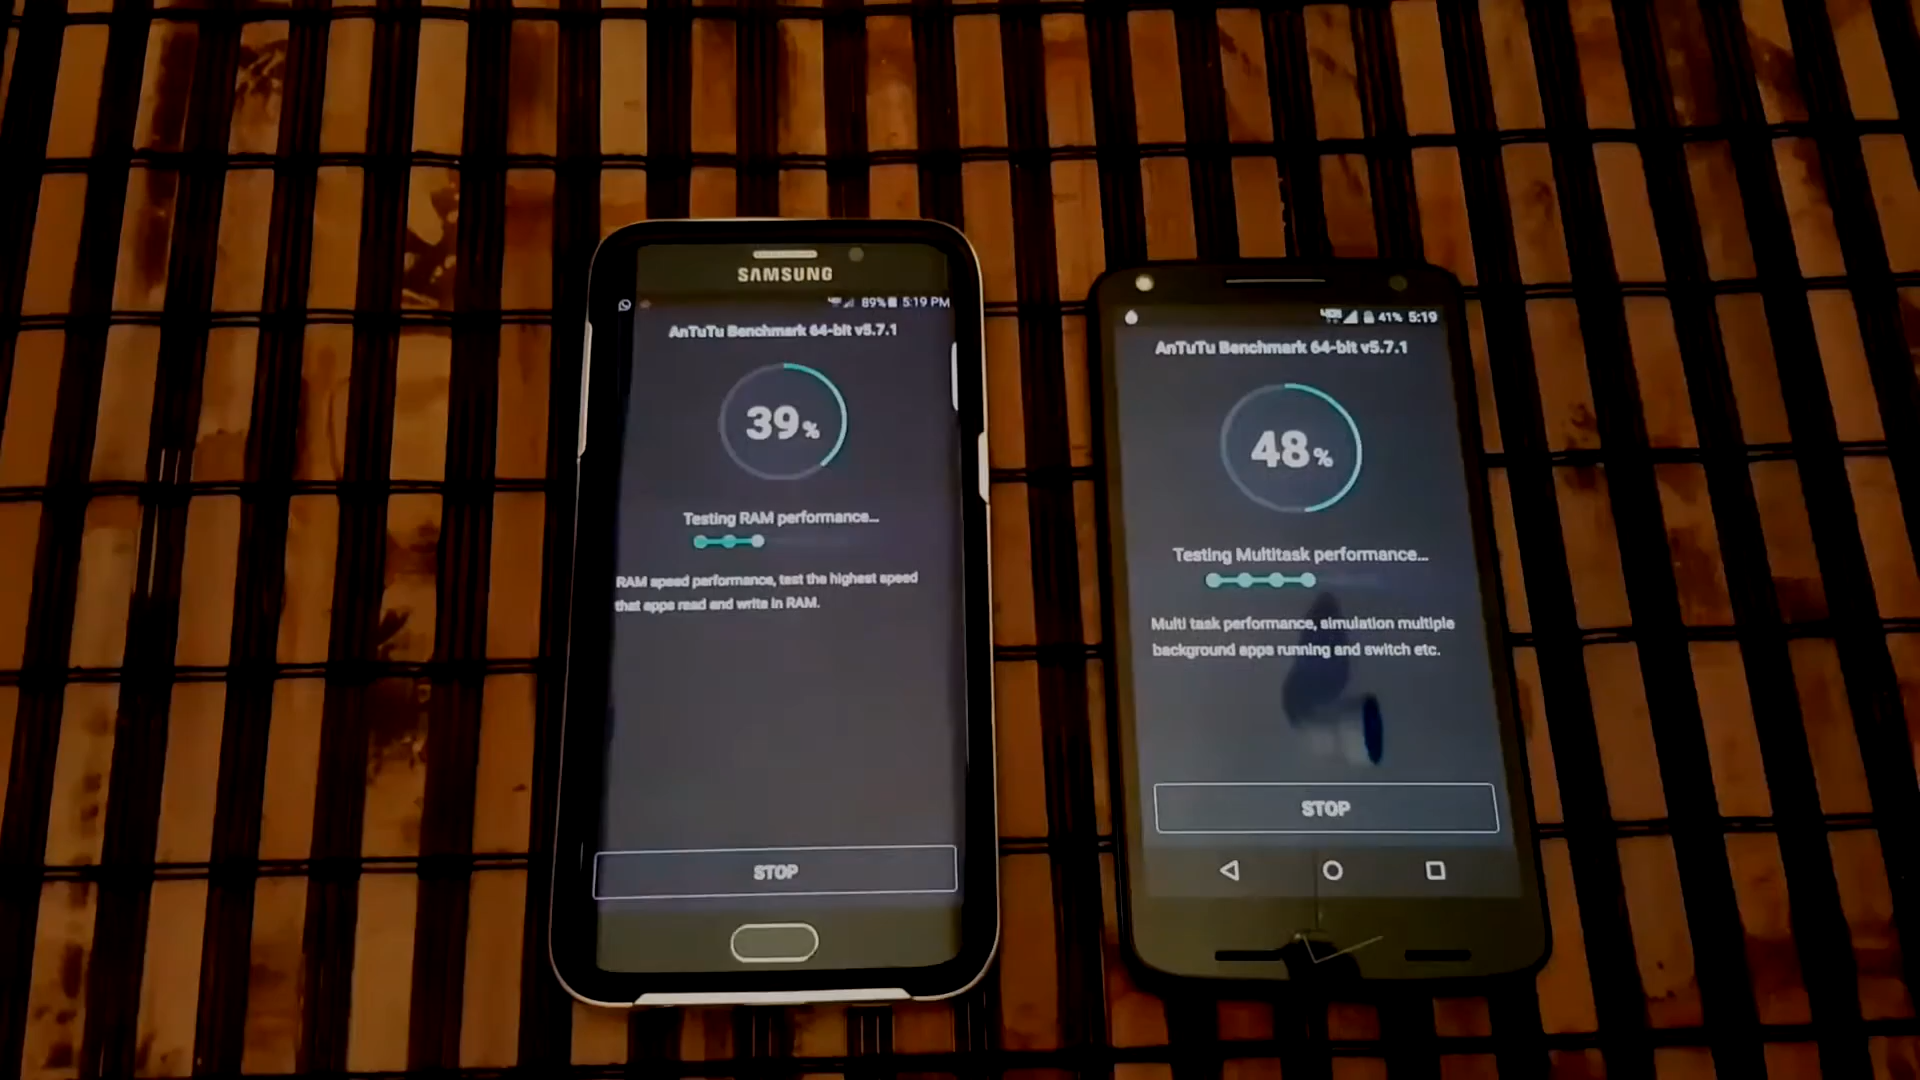 SAMSUNG
89% 5:19 PM
AnTuTu Benchmark 64-bit v5.7.1
39%
Testing RAM performance...
RAM speed performance, test the highest speed
that apps read and write in RAM.
STOP
41% 5:19
AnTuTu Benchmark 64-bit v5.7.1
48%
Testing Multitask performance...
Multi task performance, simulation multiple
background apps running and switch etc.
STOP